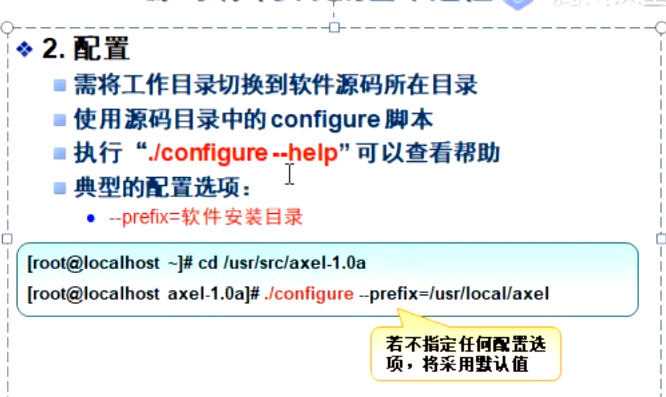 2. 配置
需将工作目录切换到软件源码所在目录
使用源码目录中的configure脚本
执行“./configure --help”可以查看帮助
典型的配置选项：
--prefix=软件安装目录
[root@localhost ~]# cd /usr/src/axel-1.0a
[root@localhost axel-1.0a]# ./configure --prefix=/usr/local/axel
若不指定任何配置选
项，将采用默认值